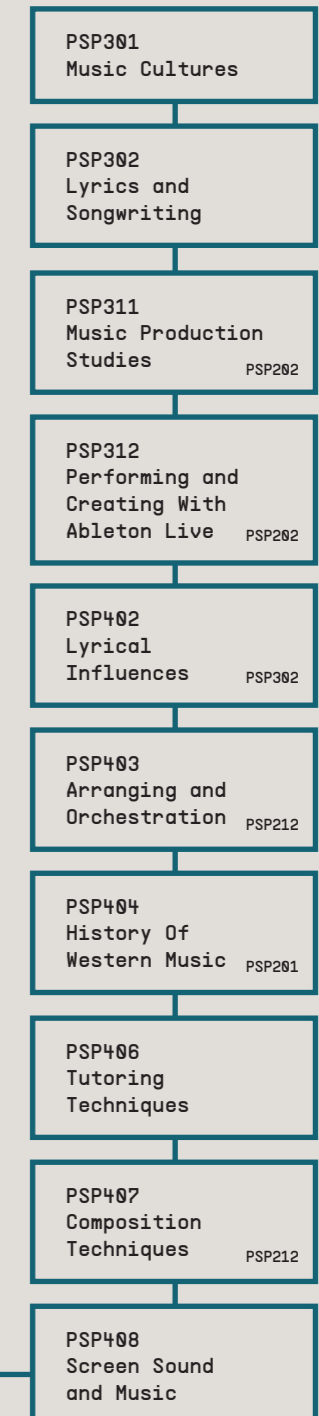 PSP301
Music Cultures
PSP302
Lyrics and
Songwriting
PSP311
Music Production
Studies PSP202
PSP312
Performing and
Creating With
Ableton Live PSP202
PSP402
Lyrical
Influences PSP302
PSP403
Arranging and
Orchestration PSP212
PSP404
History Of
Western Music PSP201
PSP406
Tutoring
Techniques
PSP407
Composition
Techniques PSP212
PSP408
Screen Sound
and Music